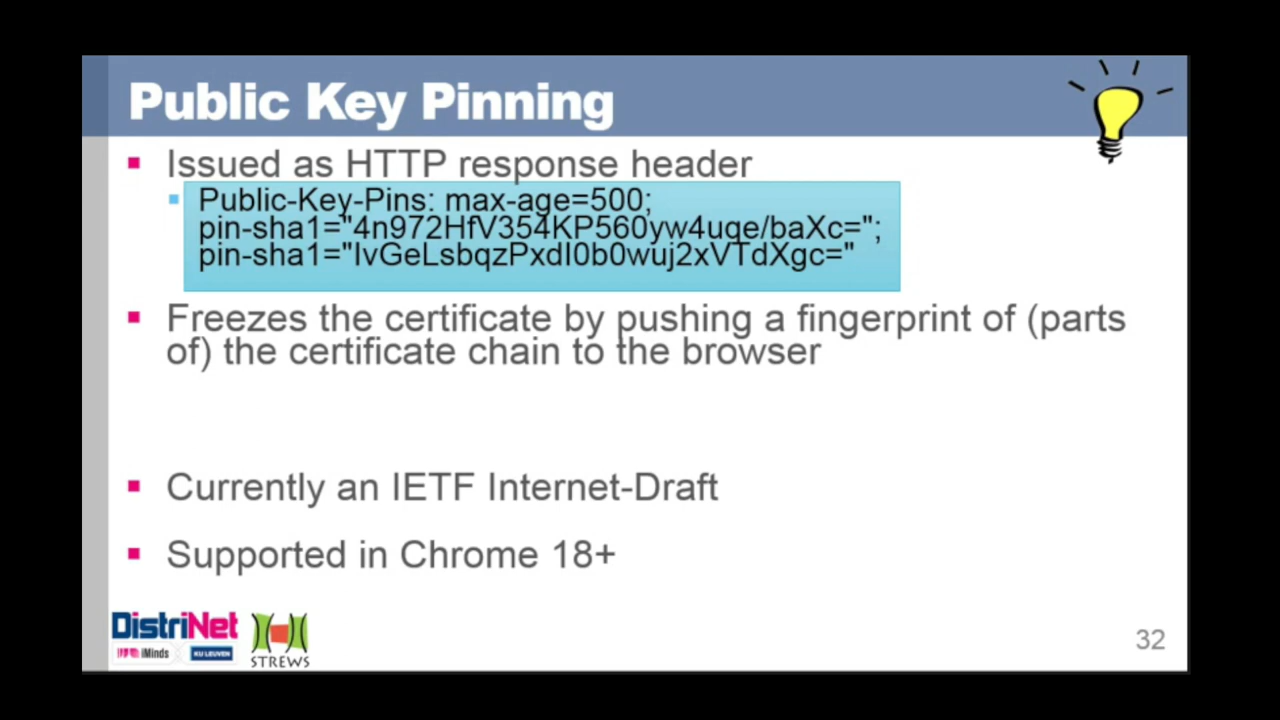 Public Key Pinning
Issued as HTTP response header
Public-Key-Pins: max-age=500;
pin-sha1="4n972HfV354KP560yw4uqe/baXc=";
pin-sha1="IvGeLsbqzPxdI0b0wuj2xVTdXgc="
Freezes the certificate by pushing a fingerprint of (parts
of) the certificate chain to the browser
Currently an IETF Internet-Draft
Supported in Chrome 18+
DistriNet
iMinds
KU LEUVEN
STREWS
32